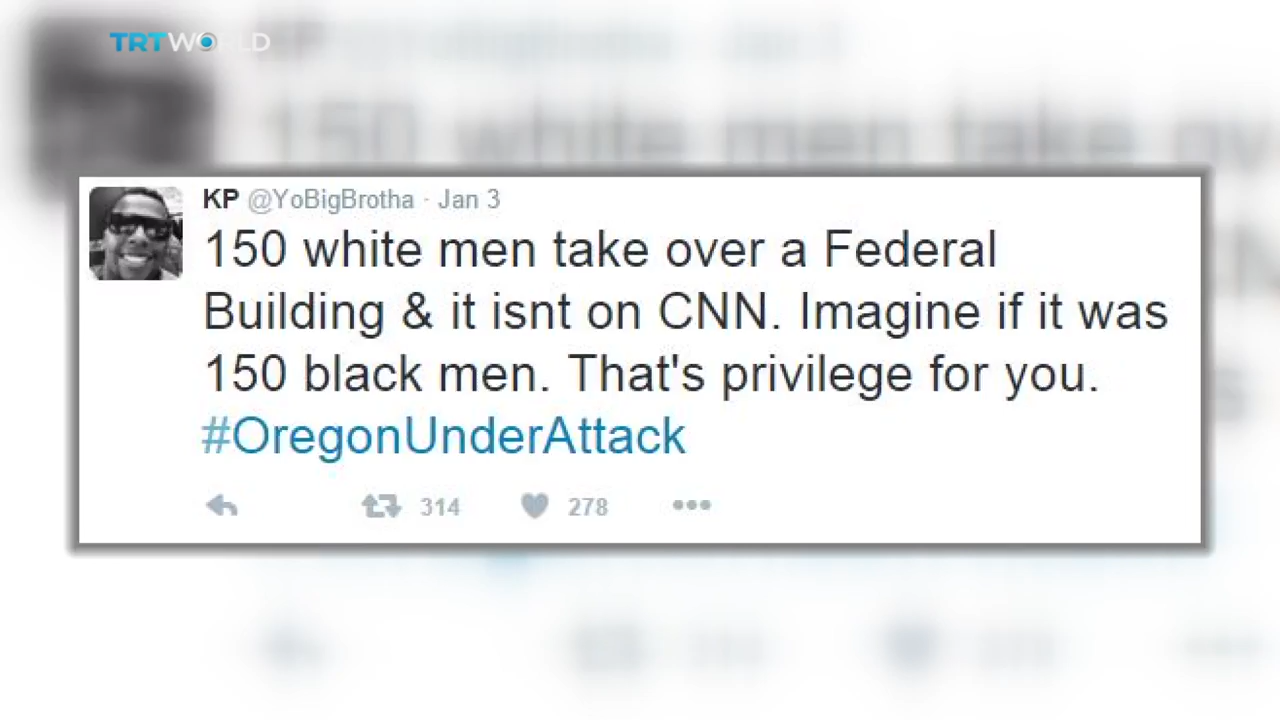 TRTWORLD
KP @YoBigBrotha · Jan 3
150 white men take over a Federal
Building & it isnt on CNN. Imagine if it was
150 black men. That's privilege for you.
#OregonUnderAttack
314 278